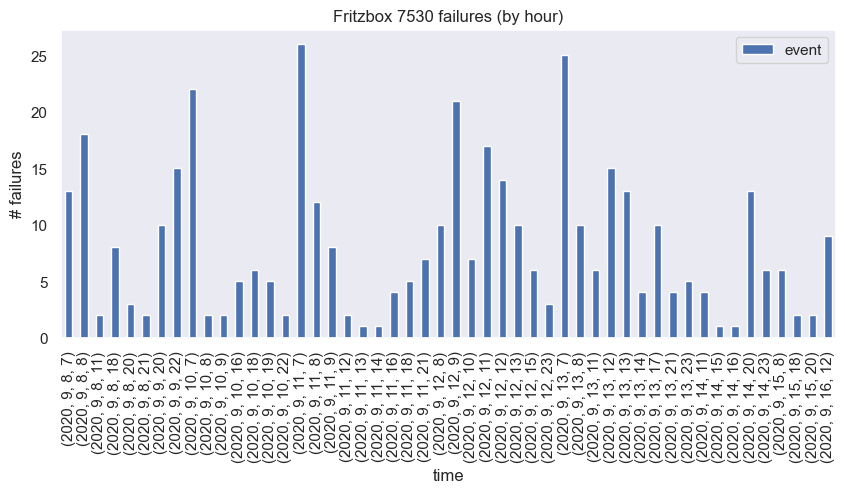 Fritzbox 7530 failures (by hour)
event
# failures
25
20
15
10
5
0
(2020, 9, 8, 7)
(2020, 9, 8, 8)
(2020, 9, 8, 11)
(2020, 9, 8, 18)
(2020, 9, 8, 20)
(2020, 9, 8, 21)
(2020, 9, 9, 20)
(2020, 9, 9, 22)
(2020, 9, 10, 7)
(2020, 9, 10, 8)
(2020, 9, 10, 9)
(2020, 9, 10, 16)
(2020, 9, 10, 18)
(2020, 9, 10, 19)
(2020, 9, 10, 22)
(2020, 9, 11, 7)
(2020, 9, 11, 8)
(2020, 9, 11, 9)
(2020, 9, 11, 12)
(2020, 9, 11, 13)
(2020, 9, 11, 14)
(2020, 9, 11, 16)
(2020, 9, 11, 18)
(2020, 9, 11, 21)
(2020, 9, 12, 8)
(2020, 9, 12, 9)
(2020, 9, 12, 10)
(2020, 9, 12, 11)
(2020, 9, 12, 12)
(2020, 9, 12, 13)
(2020, 9, 12, 15)
(2020, 9, 12, 23)
(2020, 9, 13, 7)
(2020, 9, 13, 8)
(2020, 9, 13, 11)
(2020, 9, 13, 12)
(2020, 9, 13, 13)
(2020, 9, 13, 14)
(2020, 9, 13, 17)
(2020, 9, 13, 21)
(2020, 9, 13, 23)
(2020, 9, 14, 11)
(2020, 9, 14, 15)
(2020, 9, 14, 16)
(2020, 9, 14, 20)
(2020, 9, 14, 23)
(2020, 9, 15, 8)
(2020, 9, 15, 18)
(2020, 9, 15, 20)
(2020, 9, 16, 12)
time